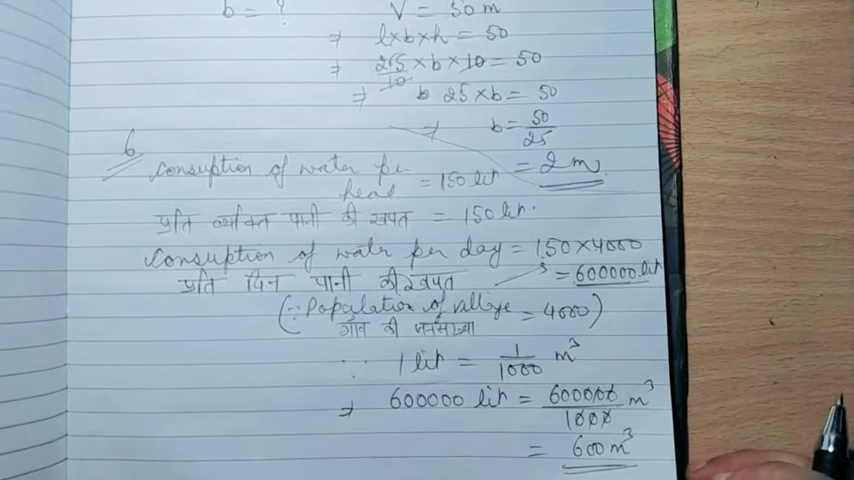 b = ? V = 50 m
⇒ l×b×h = 50
⇒ 25/10 × b × 10 = 50
⇒ b 25×b = 50
⇒ b = 50/25
6 = 2 m
Consuption of water per
head = 150 lit
प्रति व्यक्ति पानी की खपत = 150 lit.
Consuption of water per day = 150×4000
प्रति दिन पानी की खपत = 600000 lit
(∵ Population of village = 4000)
गाँव की जनसंख्या
∵ 1 lit = 1/1000 m³
⇒ 600000 lit = 600000/1000 m³
= 600 m³